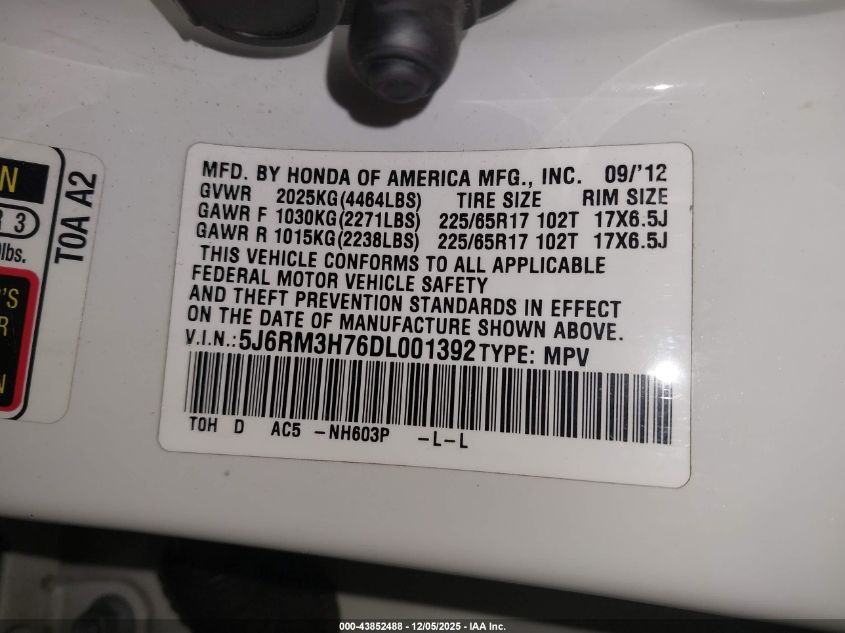 MFD. BY HONDA OF AMERICA MFG., INC. 09/'12
GVWR 2025KG(4464LBS) TIRE SIZE RIM SIZE
GAWR F 1030KG(2271LBS) 225/65R17 102T 17X6.5J
GAWR R 1015KG(2238LBS) 225/65R17 102T 17X6.5J
THIS VEHICLE CONFORMS TO ALL APPLICABLE
FEDERAL MOTOR VEHICLE SAFETY
AND THEFT PREVENTION STANDARDS IN EFFECT
ON THE DATE OF MANUFACTURE SHOWN ABOVE.
V.I.N.:5J6RM3H76DL001392 TYPE: MPV
T0H D AC5 -NH603P -L-L
T0A A2
N
R 3
lbs.
'S
R
N
000-43852488 - 12/05/2025 - IAA Inc.